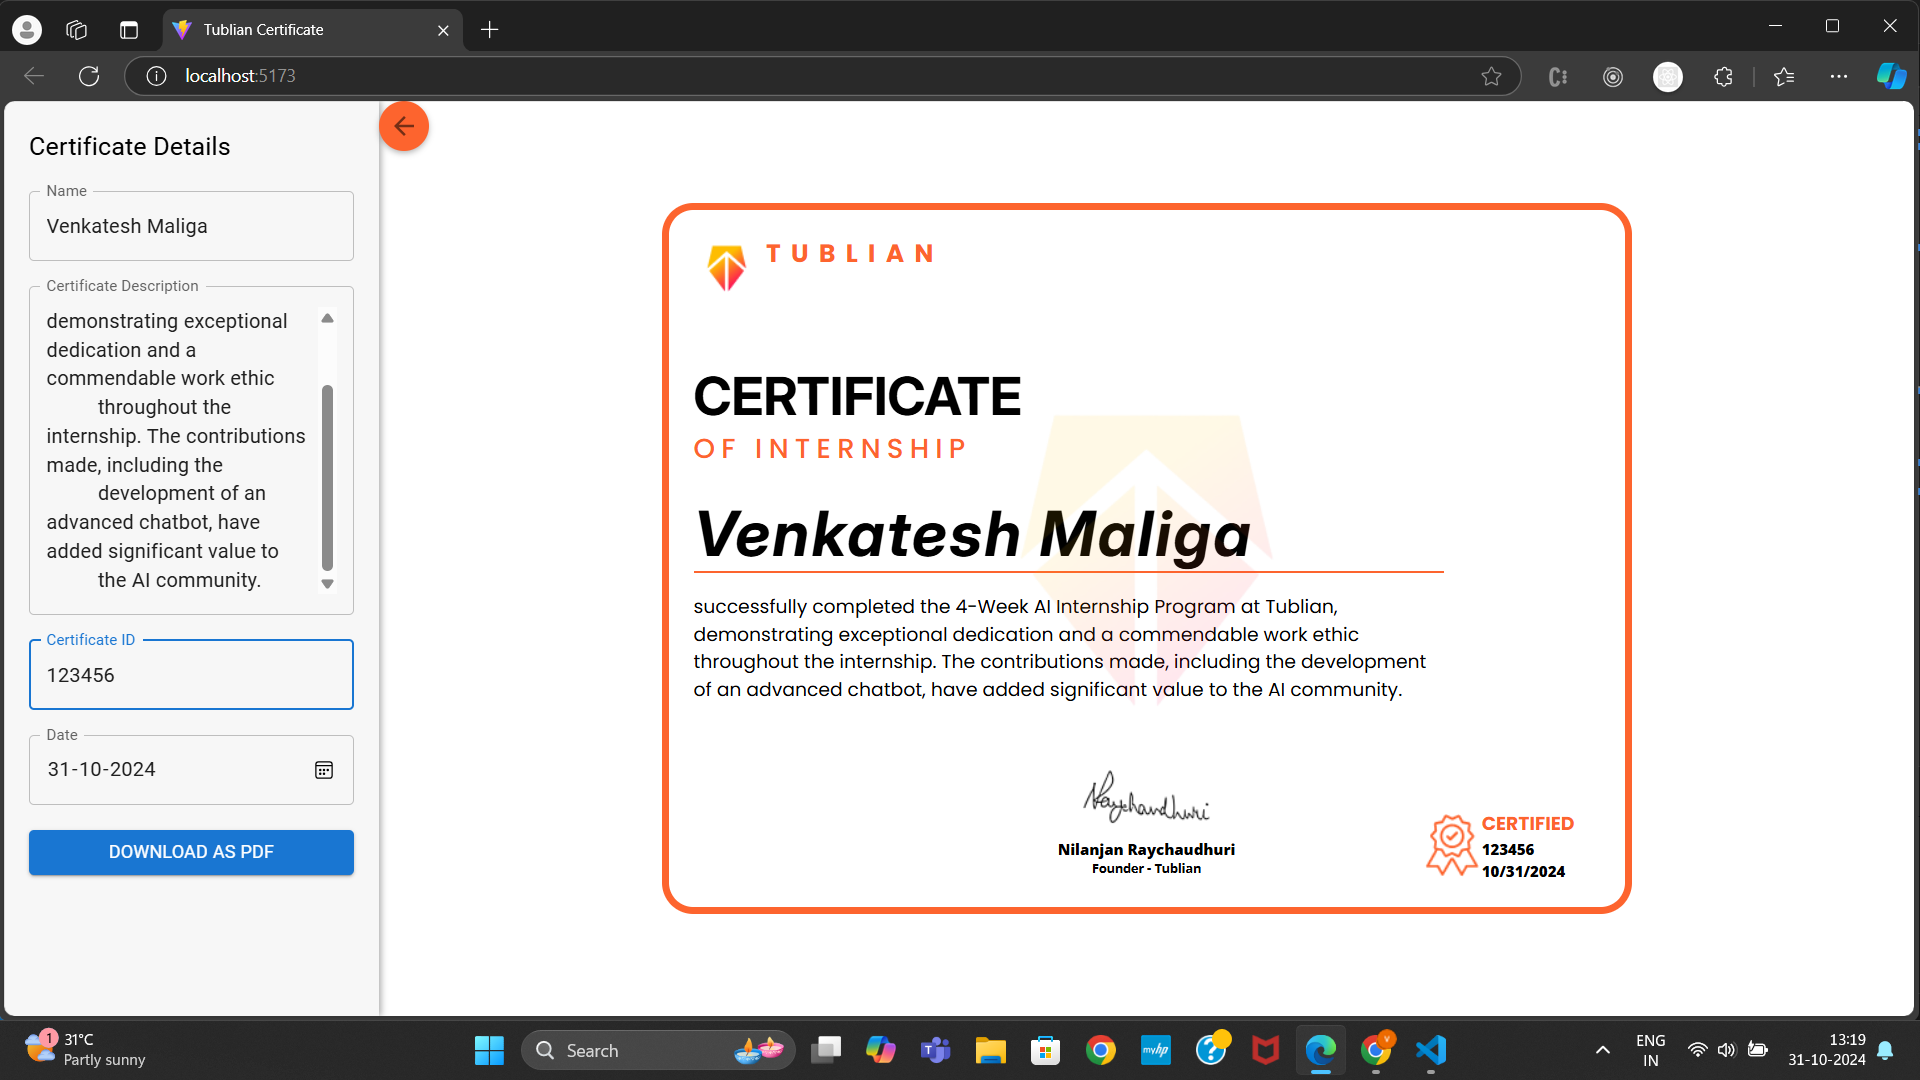 Tublian Certificate
localhost:5173
Certificate Details
Name
Venkatesh Maliga
Certificate Description
demonstrating exceptional
dedication and a
commendable work ethic
throughout the
internship. The contributions
made, including the
development of an
advanced chatbot, have
added significant value to
the AI community.
Certificate ID
123456
Date
31-10-2024
DOWNLOAD AS PDF
TUBLIAN
CERTIFICATE
OF INTERNSHIP
Venkatesh Maliga
successfully completed the 4-Week AI Internship Program at Tublian,
demonstrating exceptional dedication and a commendable work ethic
throughout the internship. The contributions made, including the development
of an advanced chatbot, have added significant value to the AI community.
NRaychaudhuri
Nilanjan Raychaudhuri
Founder - Tublian
CERTIFIED
123456
10/31/2024
1
31°C
Partly sunny
Search
myhp
V
ENG
IN
13:19
31-10-2024